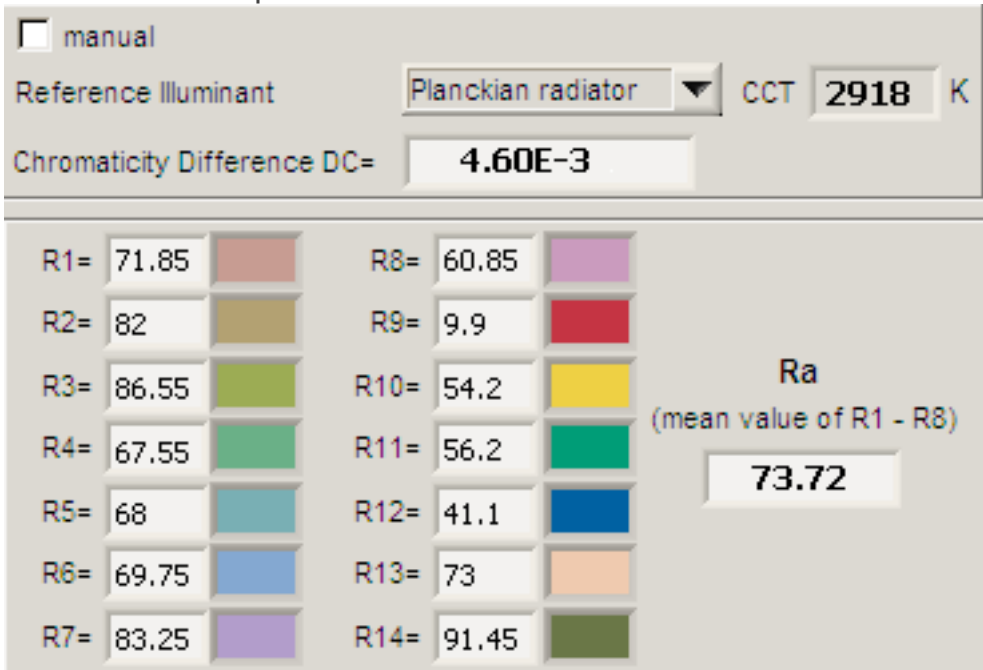 manual
Reference Illuminant Planckian radiator CCT 2918 K
Chromaticity Difference DC= 4.60E-3
R1= 71.85 R8= 60.85
R2= 82 R9= 9.9
R3= 86.55 R10= 54.2 Ra
R4= 67.55 R11= 56.2 (mean value of R1 - R8)
R5= 68 R12= 41.1 73.72
R6= 69.75 R13= 73
R7= 83.25 R14= 91.45